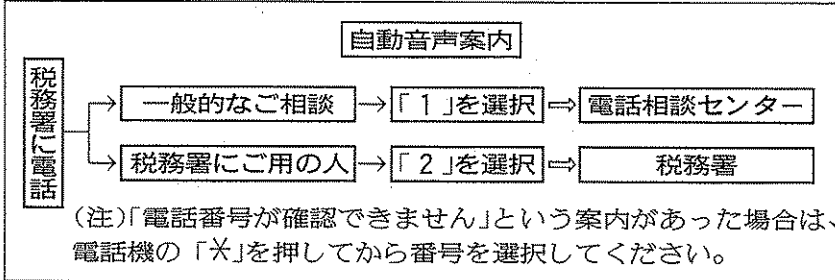 自動音声案内
税務署に電話
一般的なご相談→「1」を選択⇨電話相談センター
税務署にご用の人→「2」を選択⇨税務署
(注)「電話番号が確認できません」という案内があった場合は、
電話機の「＊」を押してから番号を選択してください。